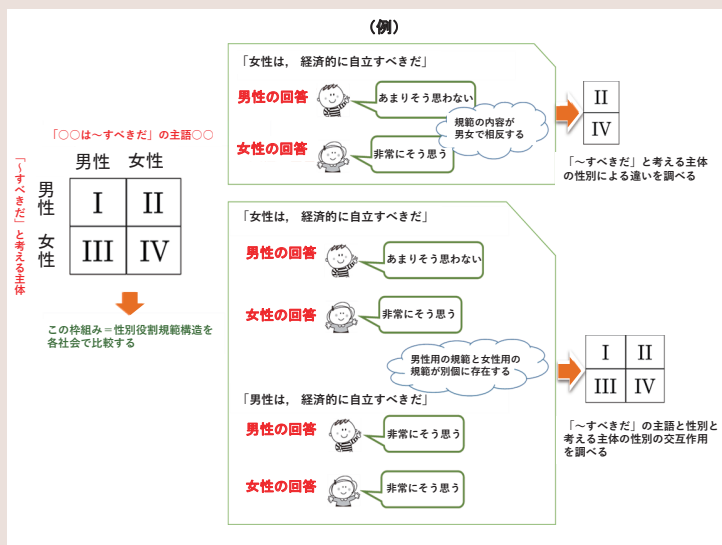 （例）
「○○は～すべきだ」の主語○○
男性 女性
「～すべきだ」と考える主体
男性
女性
I II
III IV
この枠組み＝性別役割規範構造を
各社会で比較する
「女性は， 経済的に自立すべきだ」
男性の回答
あまりそう思わない
女性の回答
非常にそう思う
規範の内容が
男女で相反する
II
IV
「～すべきだ」と考える主体
の性別による違いを調べる
「女性は， 経済的に自立すべきだ」
男性の回答
あまりそう思わない
女性の回答
非常にそう思う
男性用の規範と女性用の
規範が別個に存在する
「男性は， 経済的に自立すべきだ」
男性の回答
非常にそう思う
女性の回答
非常にそう思う
I II
III IV
「～すべきだ」の主語と性別と
考える主体の性別の交互作用
を調べる